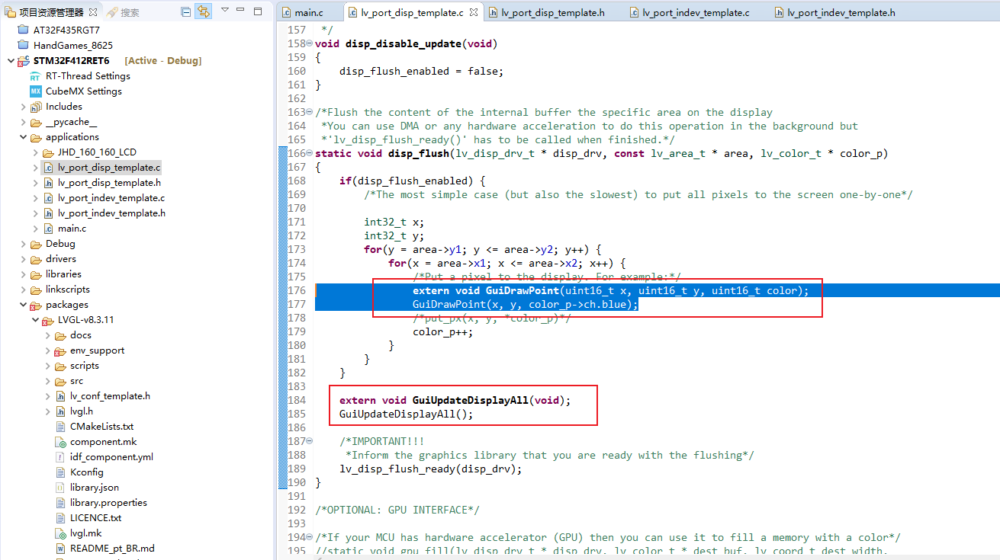 项目资源管理器
搜索
AT32F435RGT7
HandGames_8625
STM32F412RET6 [Active - Debug]
RT-Thread Settings
CubeMX Settings
Includes
__pycache__
applications
JHD_160_160_LCD
lv_port_disp_template.c
lv_port_disp_template.h
lv_port_indev_template.c
lv_port_indev_template.h
main.c
Debug
drivers
libraries
linkscripts
packages
LVGL-v8.3.11
docs
env_support
scripts
src
lv_conf_template.h
lvgl.h
CMakeLists.txt
component.mk
idf_component.yml
Kconfig
library.json
library.properties
LICENCE.txt
lvgl.mk
README_pt_BR.md
main.c lv_port_disp_template.c lv_port_disp_template.h lv_port_indev_template.c lv_port_indev_template.h
157 */
158 void disp_disable_update(void)
159 {
160 disp_flush_enabled = false;
161 }
162
163 /*Flush the content of the internal buffer the specific area on the display
164 *You can use DMA or any hardware acceleration to do this operation in the background but
165 *'lv_disp_flush_ready()' has to be called when finished.*/
166 static void disp_flush(lv_disp_drv_t * disp_drv, const lv_area_t * area, lv_color_t * color_p)
167 {
168 if(disp_flush_enabled) {
169 /*The most simple case (but also the slowest) to put all pixels to the screen one-by-one*/
170
171 int32_t x;
172 int32_t y;
173 for(y = area->y1; y <= area->y2; y++) {
174 for(x = area->x1; x <= area->x2; x++) {
175 /*Put a pixel to the display. For example:*/
176 extern void GuiDrawPoint(uint16_t x, uint16_t y, uint16_t color);
177 GuiDrawPoint(x, y, color_p->ch.blue);
178 /*put_px(x, y, *color_p)*/
179 color_p++;
180 }
181 }
182 }
183
184 extern void GuiUpdateDisplayAll(void);
185 GuiUpdateDisplayAll();
186
187 /*IMPORTANT!!!
188 *Inform the graphics library that you are ready with the flushing*/
189 lv_disp_flush_ready(disp_drv);
190 }
191
192 /*OPTIONAL: GPU INTERFACE*/
193
194 /*If your MCU has hardware accelerator (GPU) then you can use it to fill a memory with a color*/
195 //static void gpu_fill(lv_disp_drv_t * disp_drv, lv_color_t * dest_buf, lv_coord_t dest_width,